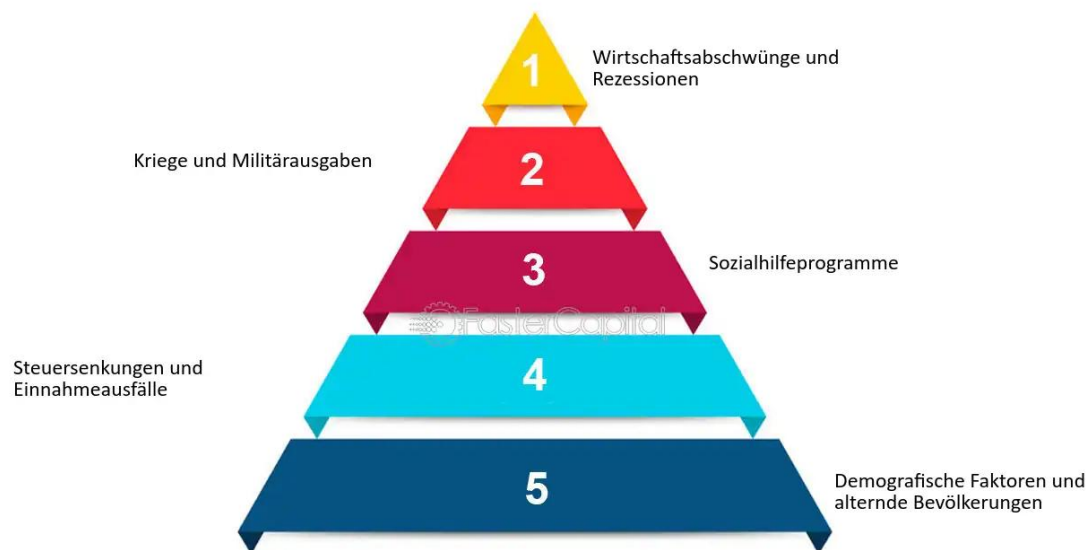 1
Wirtschaftsabschwünge und
Rezessionen
Kriege und Militärausgaben
2
3
Sozialhilfeprogramme
FasterCapital
Steuersenkungen und
Einnahmeausfälle
4
5
Demografische Faktoren und
alternde Bevölkerungen